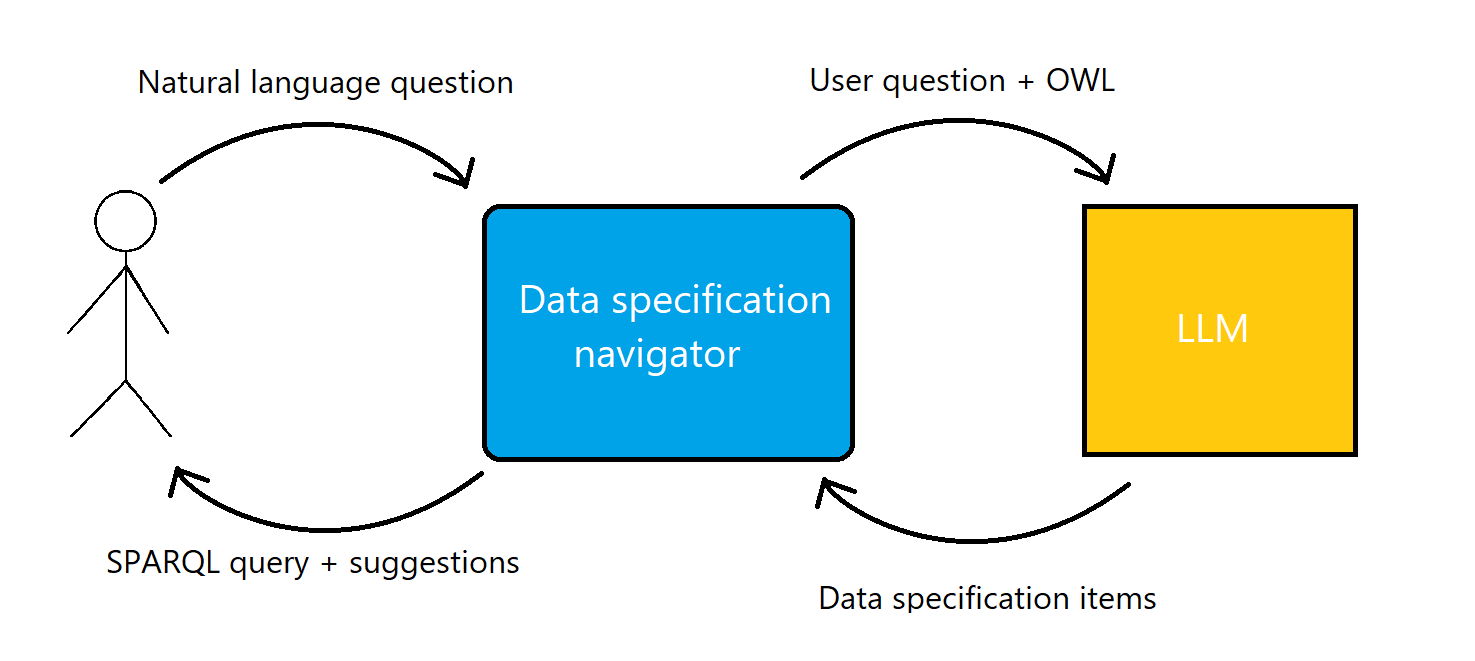 Natural language question
User question + OWL
Data specification
navigator
LLM
SPARQL query + suggestions
Data specification items